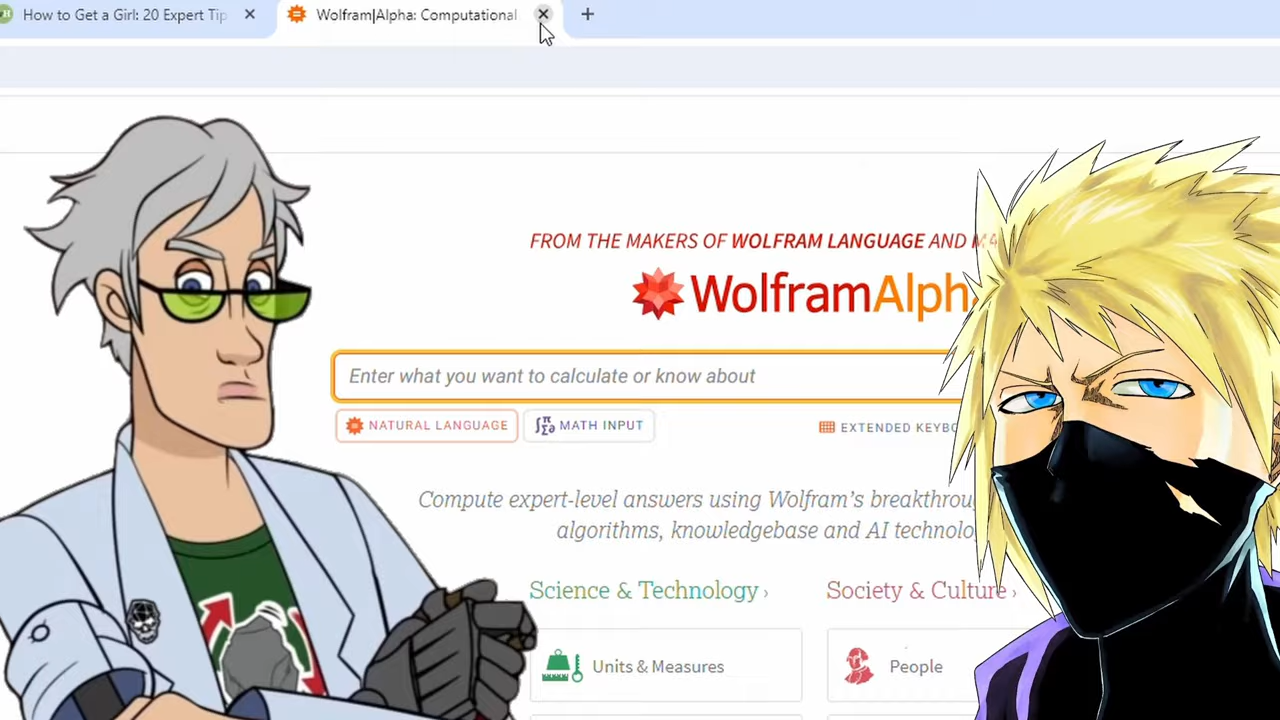 How to Get a Girl: 20 Expert Tip
Wolfram|Alpha: Computational
FROM THE MAKERS OF WOLFRAM LANGUAGE AND
WolframAlph
Enter what you want to calculate or know about
NATURAL LANGUAGE
MATH INPUT
EXTENDED KEYBO
Compute expert-level answers using Wolfram's breakthrou
algorithms, knowledgebase and AI technolo
Science & Technology ›
Society & Culture ›
Units & Measures
People